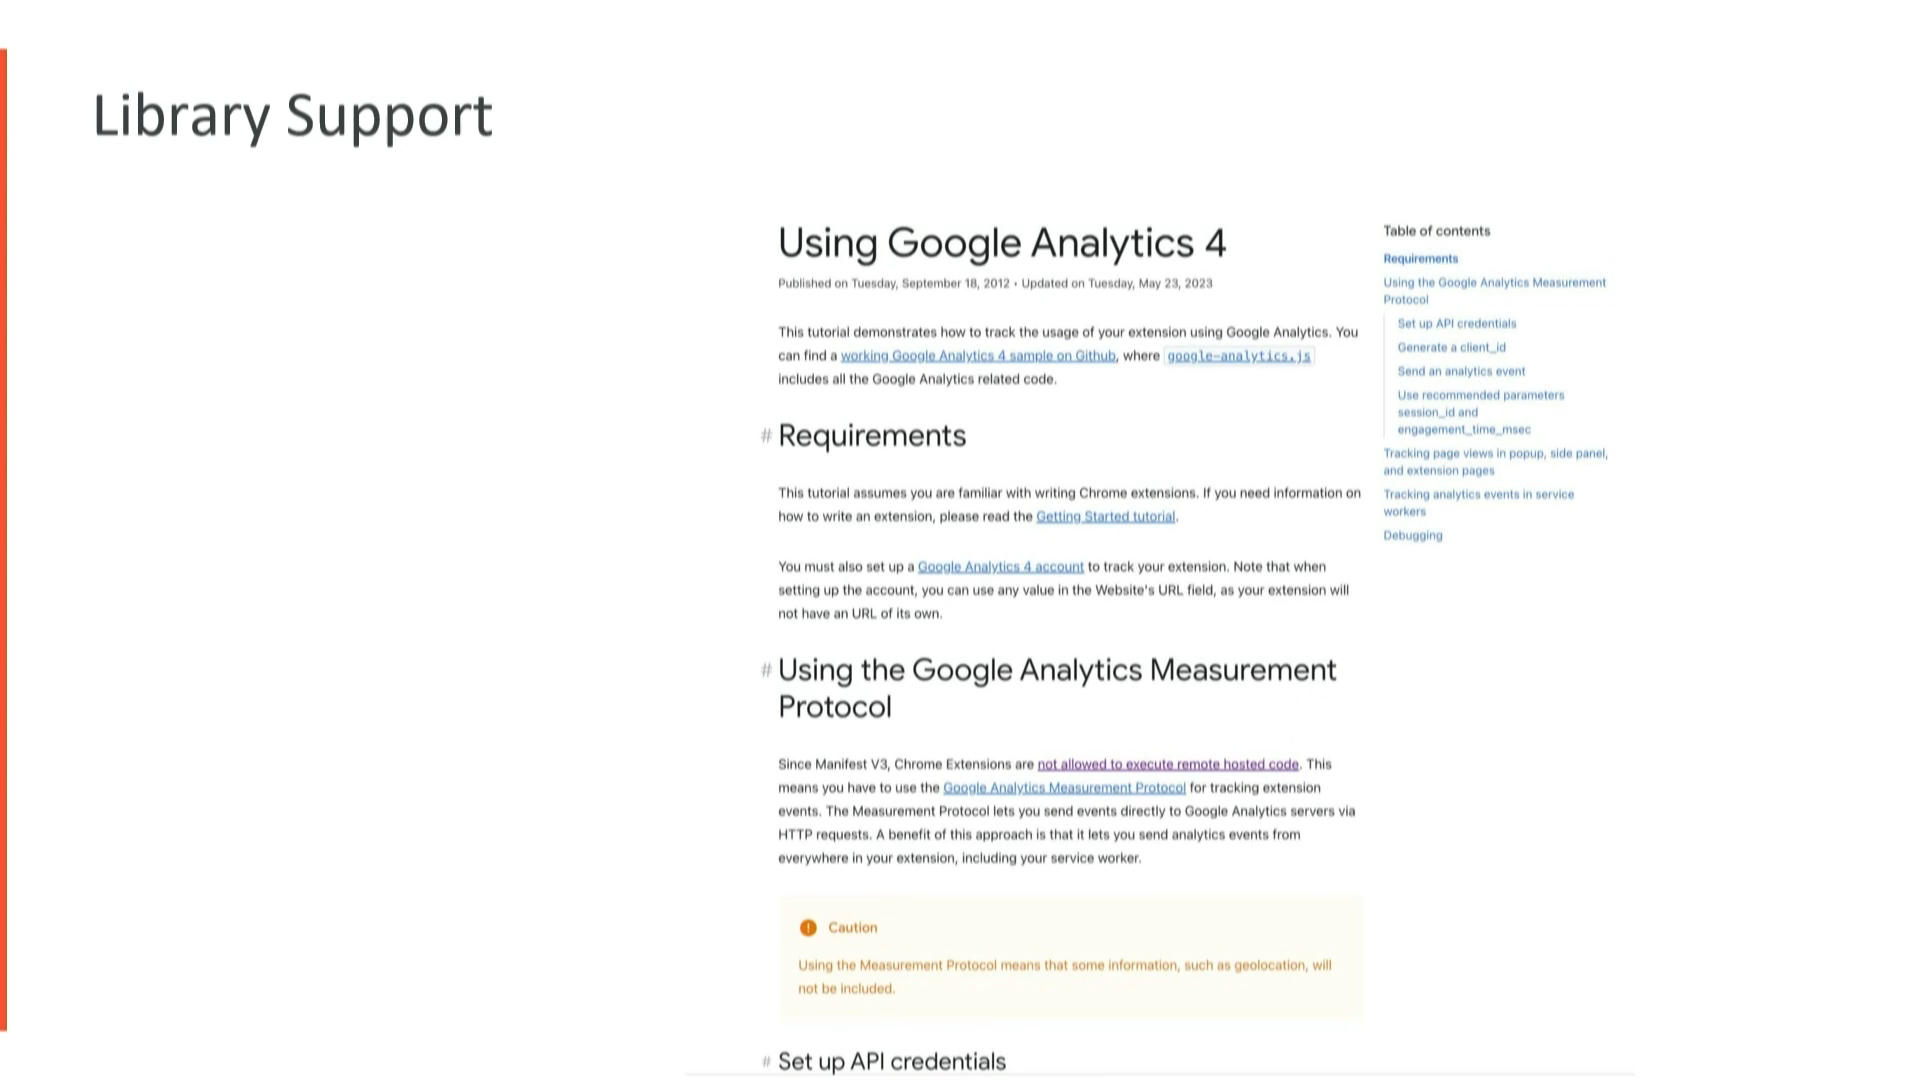 Library Support
Using Google Analytics 4
Published on Tuesday, September 18, 2012 • Updated on Tuesday, May 23, 2023
This tutorial demonstrates how to track the usage of your extension using Google Analytics. You
can find a working Google Analytics 4 sample on Github, where google-analytics.js
includes all the Google Analytics related code.
# Requirements
This tutorial assumes you are familiar with writing Chrome extensions. If you need information on
how to write an extension, please read the Getting Started tutorial.
You must also set up a Google Analytics 4 account to track your extension. Note that when
setting up the account, you can use any value in the Website's URL field, as your extension will
not have an URL of its own.
# Using the Google Analytics Measurement
Protocol
Since Manifest V3, Chrome Extensions are not allowed to execute remote hosted code. This
means you have to use the Google Analytics Measurement Protocol for tracking extension
events. The Measurement Protocol lets you send events directly to Google Analytics servers via
HTTP requests. A benefit of this approach is that it lets you send analytics events from
everywhere in your extension, including your service worker.
Caution
Using the Measurement Protocol means that some information, such as geolocation, will
not be included.
# Set up API credentials
Table of contents
Requirements
Using the Google Analytics Measurement
Protocol
Set up API credentials
Generate a client_id
Send an analytics event
Use recommended parameters
session_id and
engagement_time_msec
Tracking page views in popup, side panel,
and extension pages
Tracking analytics events in service
workers
Debugging